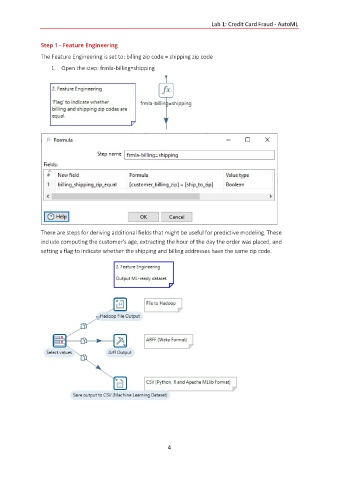 Lab 1: Credit Card Fraud - AutoML
Step 1 - Feature Engineering
The Feature Engineering is set to: billing zip code = shipping zip code
1. Open the step: fmla-billing=shipping
2. Feature Engineering
'Flag' to indicate whether
billing and shipping zip codes are
equal.
fx
fmla-billing=shipping
Formula
Step name fmla-billing=shipping
Fields:
# New field Formula Value type
1 billing_shipping_zip_equal [customer_billing_zip] = [ship_to_zip] Boolean
Help OK Cancel
There are steps for deriving additional fields that might be useful for predictive modeling. These
include computing the customer's age, extracting the hour of the day the order was placed, and
setting a flag to indicate whether the shipping and billing addresses have the same zip code.
2. Feature Engineering
Output ML-ready dataset
File to Hadoop
Hadoop File Output
ARFF (Weka Format)
Select values
Arff Output
CSV (Python, R and Apache MLlib Format)
Save output to CSV (Machine Learning Dataset)
4